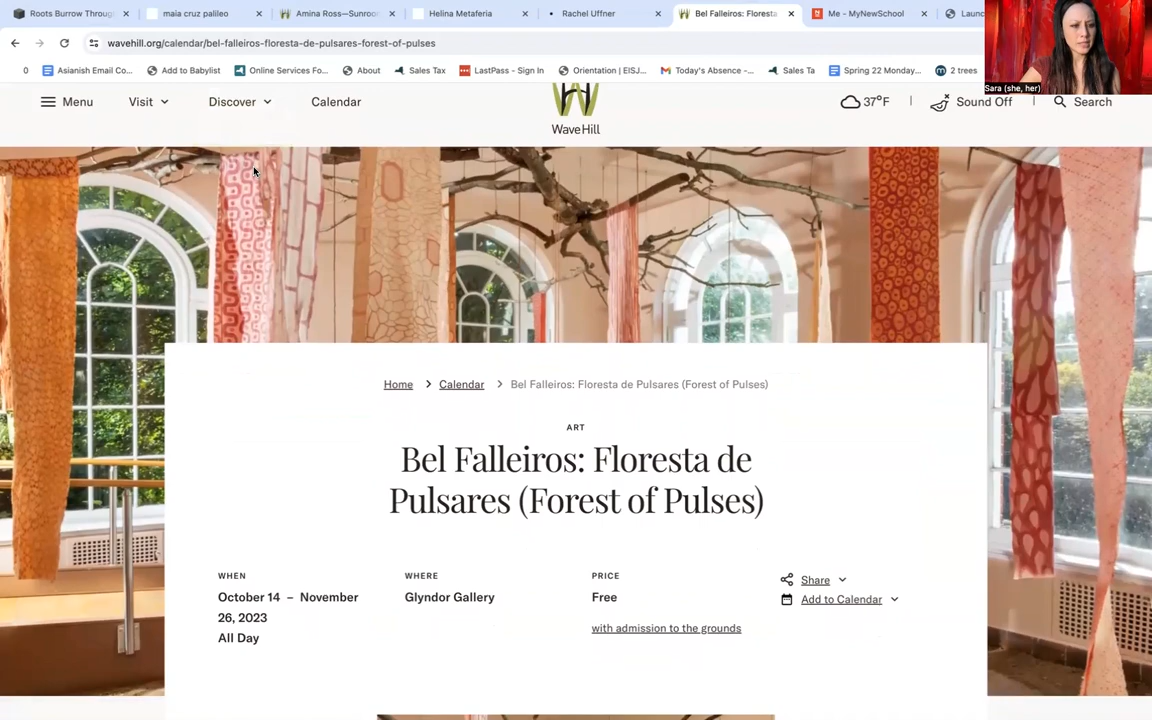 Roots Burrow Throug
maia cruz palileo
Amina Ross—Sunroo
Helina Metaferia
Rachel Uffner
Bel Falleiros: Floresta
Me - MyNewSchool
Launc
wavehill.org/calendar/bel-falleiros-floresta-de-pulsares-forest-of-pulses
0
Asianish Email Co...
Add to Babylist
Online Services Fo...
About
Sales Tax
LastPass - Sign In
Orientation | EISJ...
Today's Absence -...
Sales Ta
Spring 22 Monday...
2 trees
Sara (she, her)
Menu
Visit
Discover
Calendar
Wave Hill
37°F
Sound Off
Search
Home > Calendar > Bel Falleiros: Floresta de Pulsares (Forest of Pulses)
ART
Bel Falleiros: Floresta de
Pulsares (Forest of Pulses)
WHEN
October 14 – November
26, 2023
All Day
WHERE
Glyndor Gallery
PRICE
Free
with admission to the grounds
Share
Add to Calendar